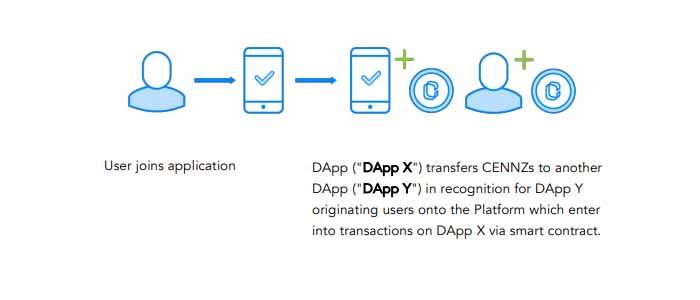 User joins application
DApp ("DApp X") transfers CENNZs to another
DApp ("DApp Y") in recognition for DApp Y
originating users onto the Platform which enter
into transactions on DApp X via smart contract.